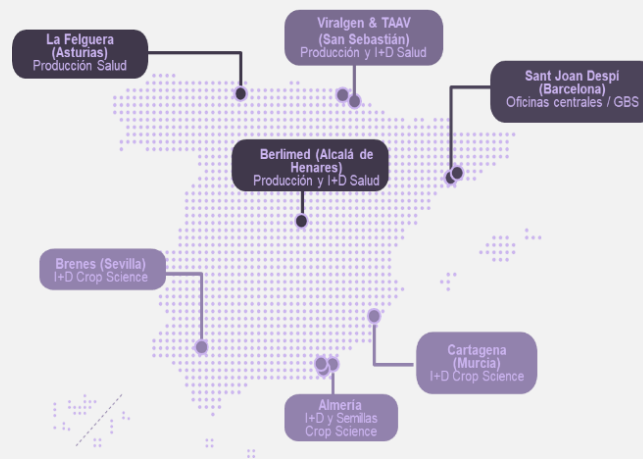 La Felguera
(Asturias)
Producción Salud
Viralgen & TAAV
(San Sebastián)
Producción y I+D Salud
Sant Joan Despí
(Barcelona)
Oficinas centrales / GBS
Berlimed (Alcalá de
Henares)
Producción y I+D Salud
Brenes (Sevilla)
I+D Crop Science
Cartagena
(Murcia)
I+D Crop Science
Almería
I+D y Semillas
Crop Science